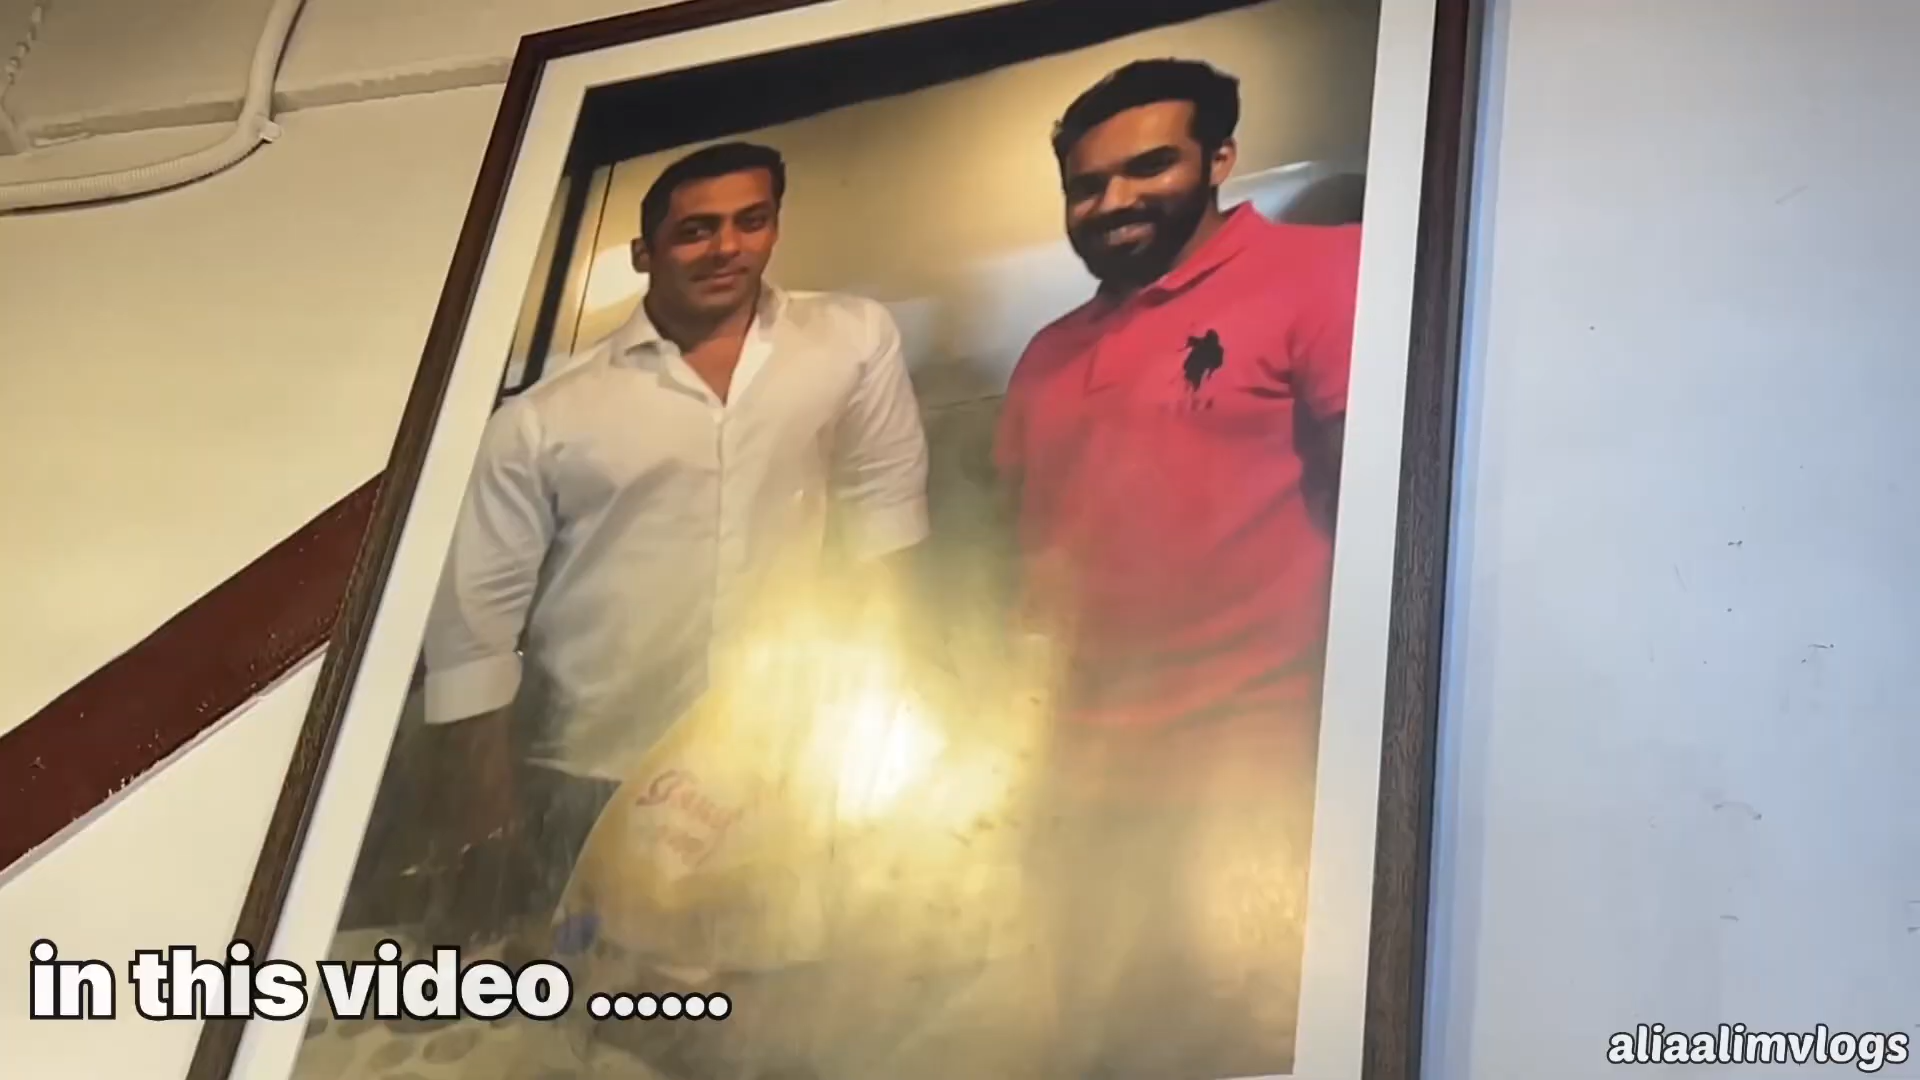 in this video ......
aliaalimvlogs